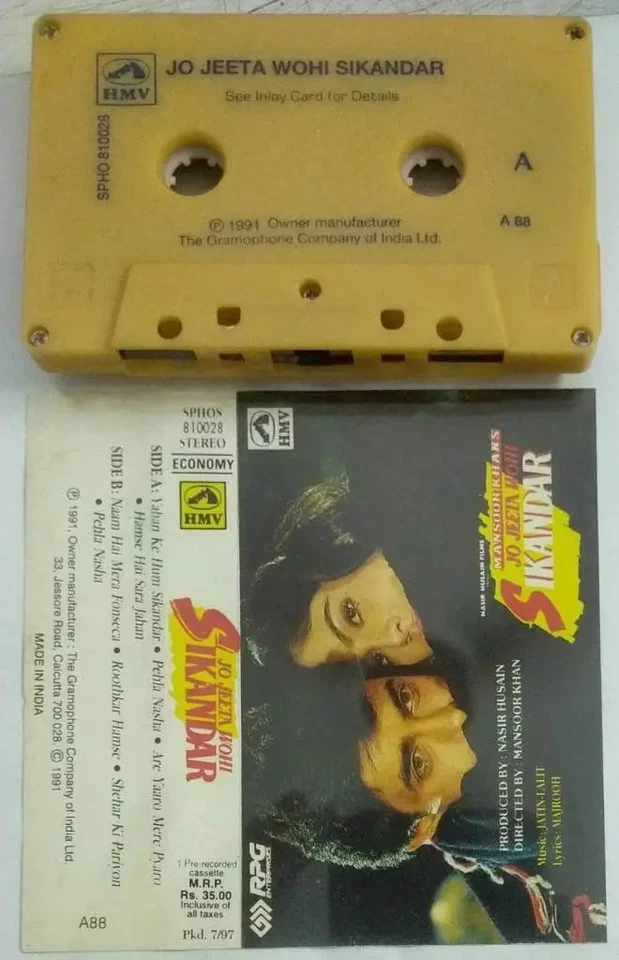 HMV
JO JEETA WOHI SIKANDAR
See Inlay Card for Details
SPHO 810028
A
A 88
℗ 1991 Owner manufacturer
The Gramophone Company of India Ltd.
SPHOS
810028
STEREO
ECONOMY
HMV
JO JEETA WOHI
SIKANDAR
SIDE A: Yahan Ke Hum Sikandar • Pehla Nasha • Are Yaaro Mere Pyaro
• Hamse Hai Sara Jahan
SIDE B: Naam Hai Mera Fonseca • Roothkar Hamse • Shehar Ki Pariyon
• Pehla Nasha
℗ 1991, Owner manufacturer : The Gramophone Company of India Ltd.
33, Jessore Road, Calcutta 700 028. © 1991
MADE IN INDIA
1 Pre-recorded
cassette
M.R.P.
Rs. 35.00
Inclusive of
all taxes
Pkd. 7/97
A88
HMV
NASIR HUSAIN FILMS
MANSOOR KHAN'S
JO JEETA WOHI
SIKANDAR
PRODUCED BY : NASIR HUSAIN
DIRECTED BY : MANSOOR KHAN
Music: JATIN-LALIT
Lyrics: MAJROOH
RPG
ENTERPRISES